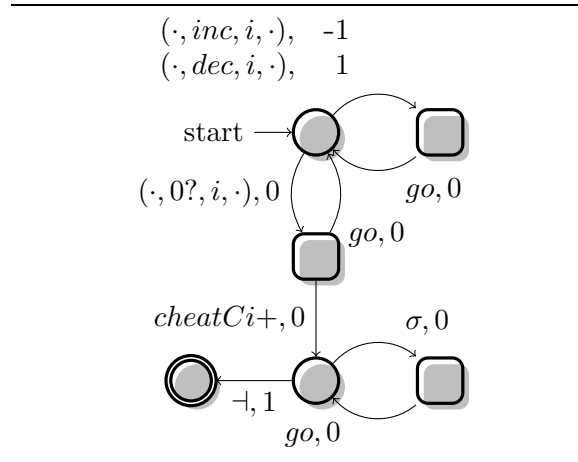 (·, inc, i, ·), -1
(·, dec, i, ·), 1
start
(·, 0?, i, ·), 0
go, 0
go, 0
cheatCi+, 0
σ, 0
⊣, 1
go, 0